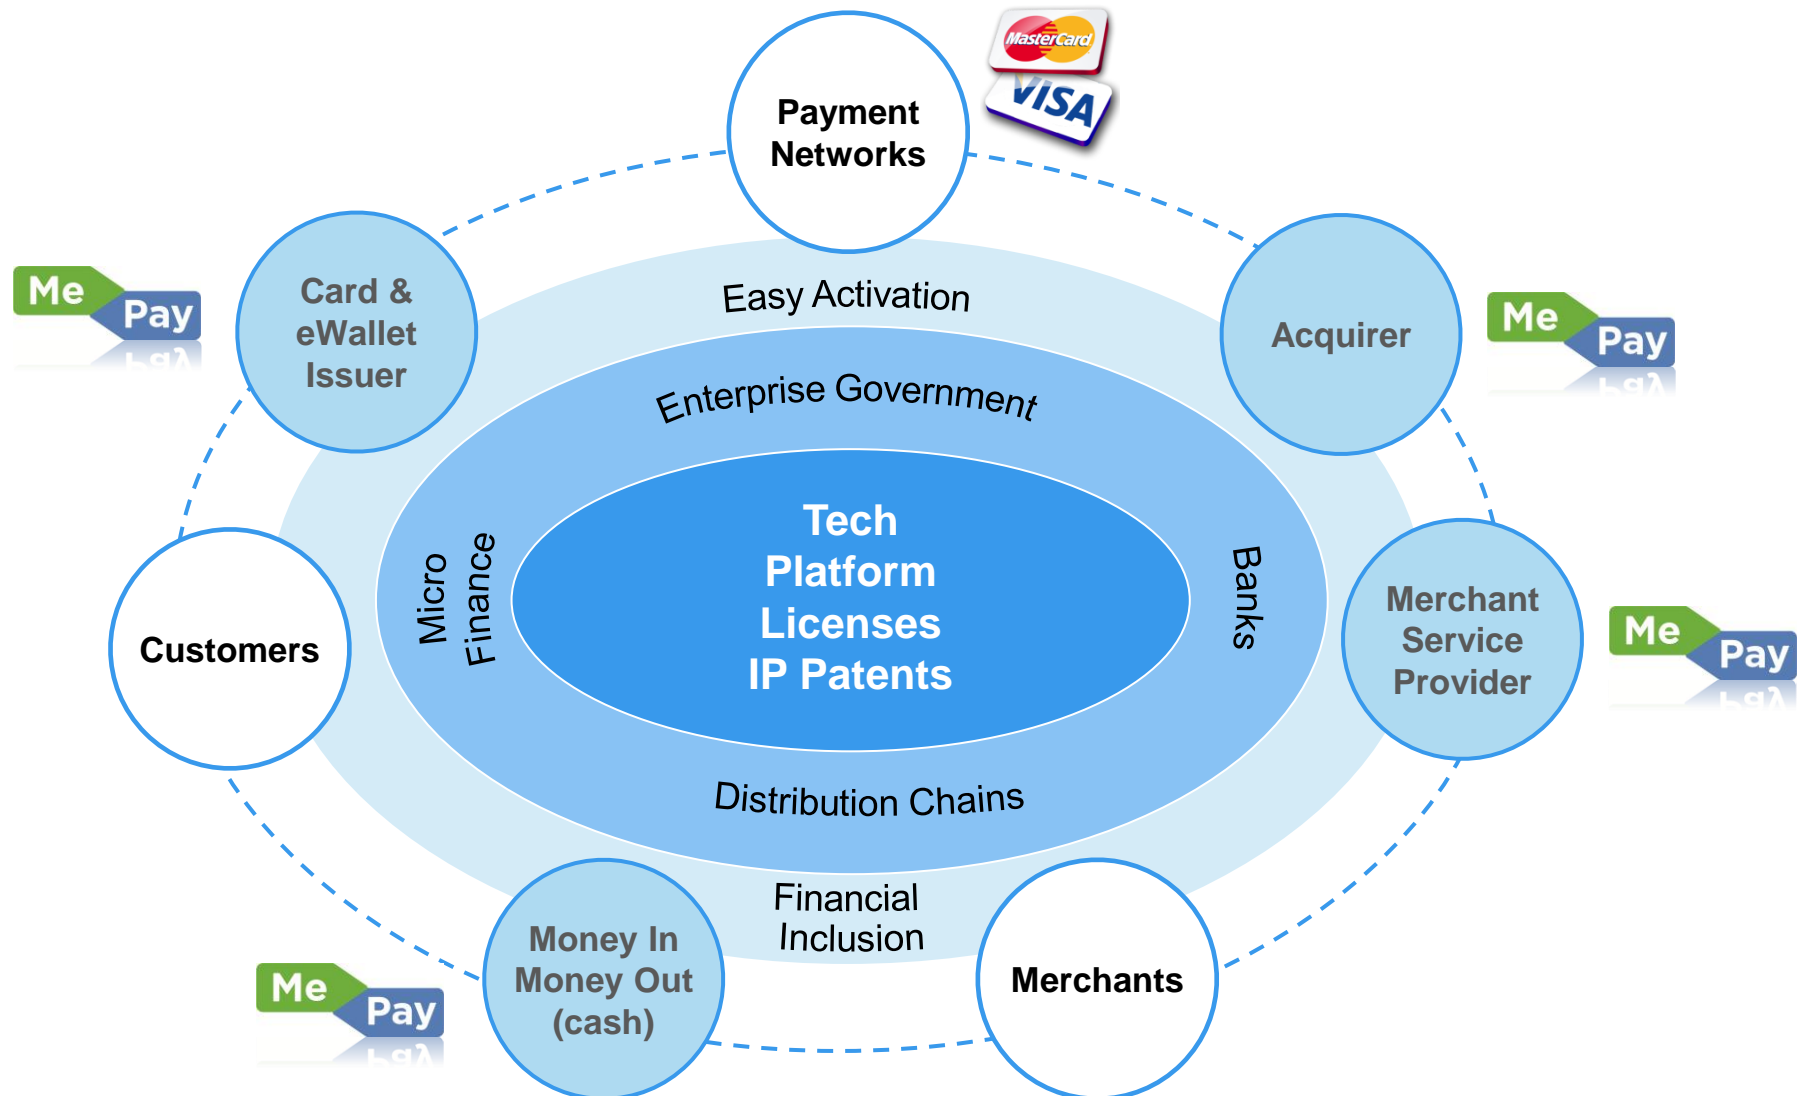 MasterCard
VISA
Payment
Networks
Card &
eWallet
Issuer
Me
Pay
Easy Activation
Acquirer
Me
Pay
Enterprise Government
Tech
Platform
Licenses
IP Patents
Micro
Finance
Banks
Customers
Merchant
Service
Provider
Me
Pay
Distribution Chains
Financial
Inclusion
Money In
Money Out
(cash)
Me
Pay
Merchants